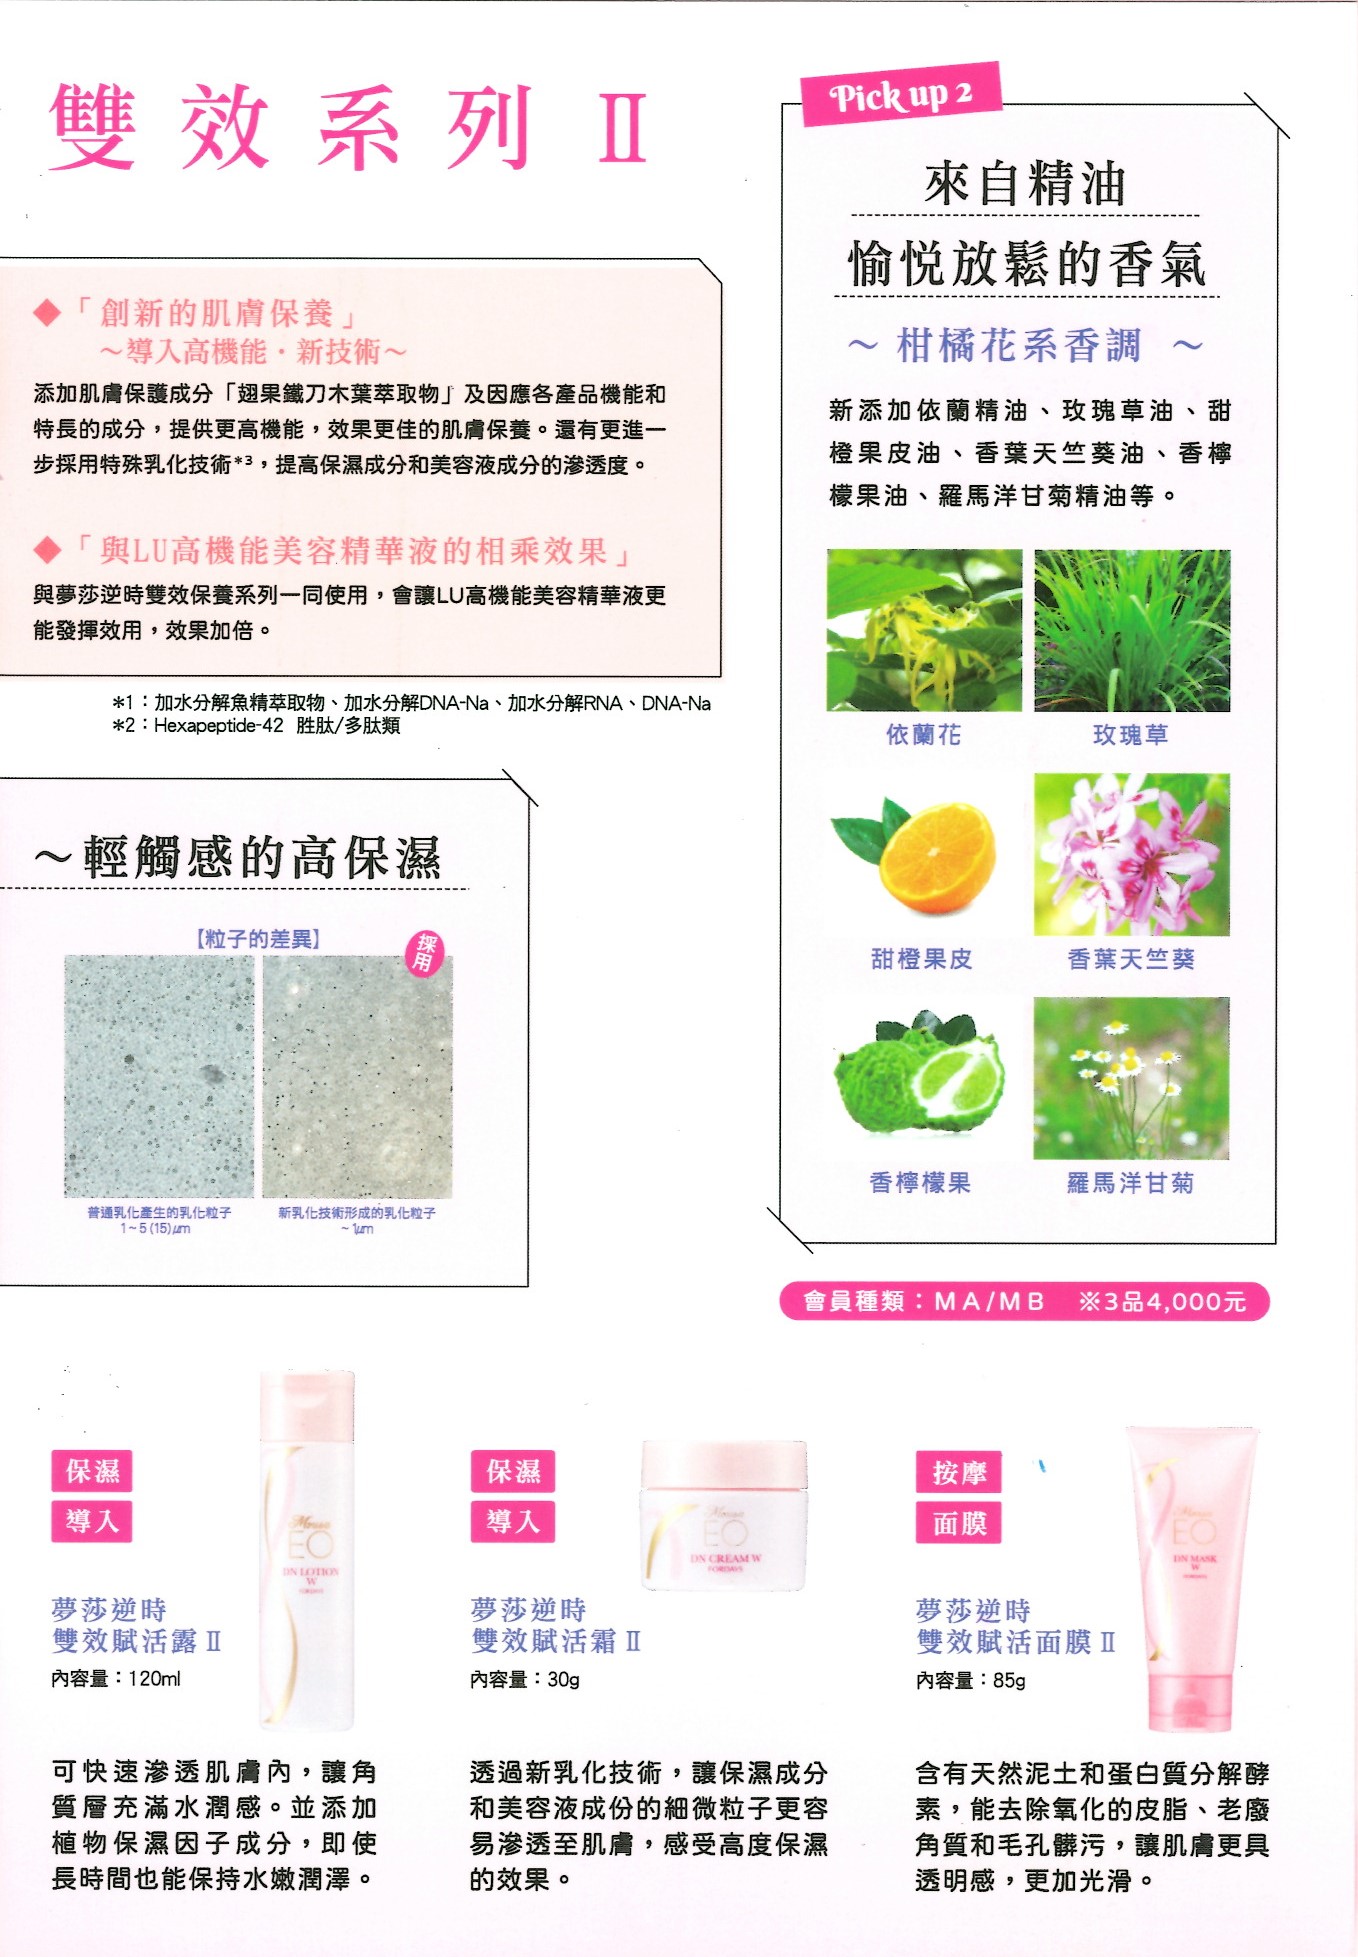 雙效系列Ⅱ
◆「創新的肌膚保養」
～導入高機能・新技術～
添加肌膚保護成分「翅果鐵刀木葉萃取物」及因應各產品機能和
特長的成分，提供更高機能，效果更佳的肌膚保養。還有更進一
步採用特殊乳化技術*³，提高保濕成分和美容液成分的滲透度。
◆「與LU高機能美容精華液的相乘效果」
與夢莎逆時雙效保養系列一同使用，會讓LU高機能美容精華液更
能發揮效用，效果加倍。
*1：加水分解魚精萃取物、加水分解DNA-Na、加水分解RNA、DNA-Na
*2：Hexapeptide-42 胜肽/多肽類
～輕觸感的高保濕
【粒子的差異】
採用
普通乳化產生的乳化粒子
1～5(15)μm
新乳化技術形成的乳化粒子
～1μm
Pick up 2
來自精油
愉悅放鬆的香氣
～柑橘花系香調 ～
新添加依蘭精油、玫瑰草油、甜
橙果皮油、香葉天竺葵油、香檸
檬果油、羅馬洋甘菊精油等。
依蘭花
玫瑰草
甜橙果皮
香葉天竺葵
香檸檬果
羅馬洋甘菊
會員種類：MA/MB ※3品4,000元
保濕
導入
Mousa
EO
DN LOTION
W
FORDAYS
夢莎逆時
雙效賦活露Ⅱ
內容量：120ml
可快速滲透肌膚內，讓角
質層充滿水潤感。並添加
植物保濕因子成分，即使
長時間也能保持水嫩潤澤。
保濕
導入
Mousa
EO
DN CREAM W
FORDAYS
夢莎逆時
雙效賦活霜Ⅱ
內容量：30g
透過新乳化技術，讓保濕成分
和美容液成份的細微粒子更容
易滲透至肌膚，感受高度保濕
的效果。
按摩
面膜
Mousa
EO
DN MASK
W
FORDAYS
夢莎逆時
雙效賦活面膜Ⅱ
內容量：85g
含有天然泥土和蛋白質分解酵
素，能去除氧化的皮脂、老廢
角質和毛孔髒污，讓肌膚更具
透明感，更加光滑。